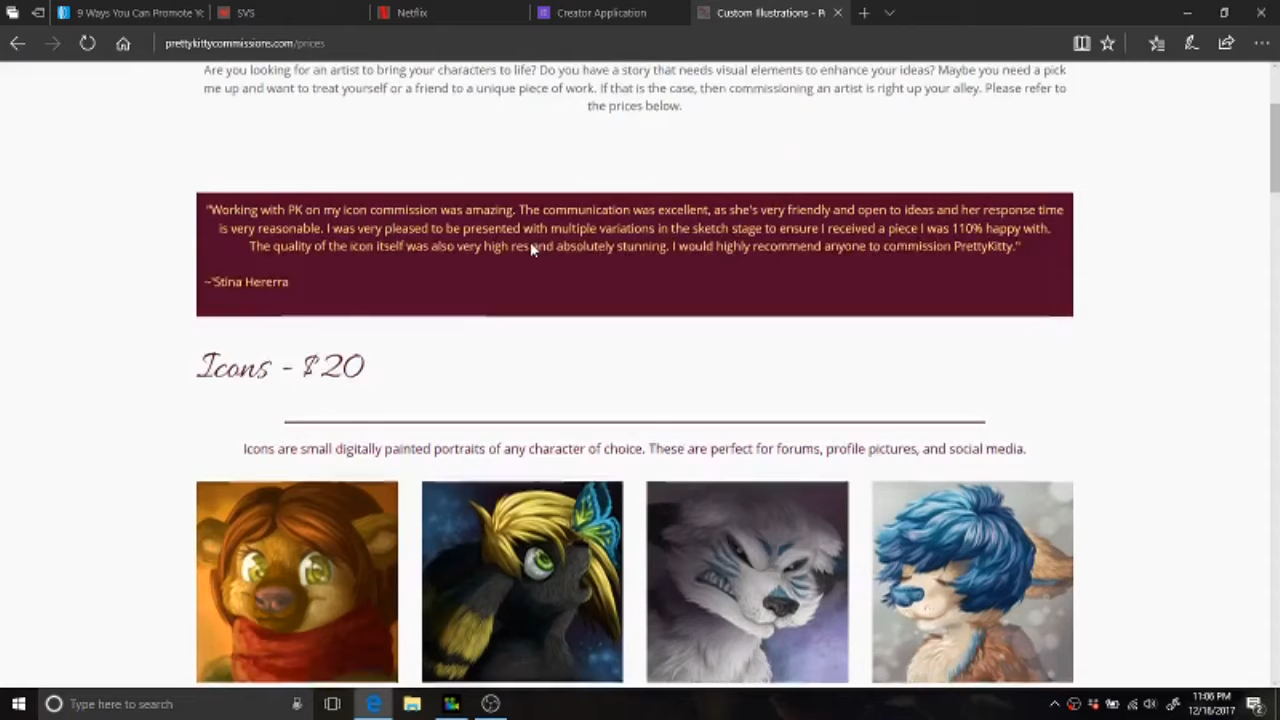 9 Ways You Can Promote Yo
SVS
Netflix
Creator Application
Custom Illustrations - P
prettykittycommissions.com/prices
Are you looking for an artist to bring your characters to life? Do you have a story that needs visual elements to enhance your ideas? Maybe you need a pick
me up and want to treat yourself or a friend to a unique piece of work. If that is the case, then commissioning an artist is right up your alley. Please refer to
the prices below.
"Working with PK on my icon commission was amazing. The communication was excellent, as she's very friendly and open to ideas and her response time
is very reasonable. I was very pleased to be presented with multiple variations in the sketch stage to ensure I received a piece I was 110% happy with.
The quality of the icon itself was also very high res and absolutely stunning. I would highly recommend anyone to commission PrettyKitty."
~'Stina Hererra
Icons - $20
Icons are small digitally painted portraits of any character of choice. These are perfect for forums, profile pictures, and social media.
Type here to search
11:06 PM
12/16/2017